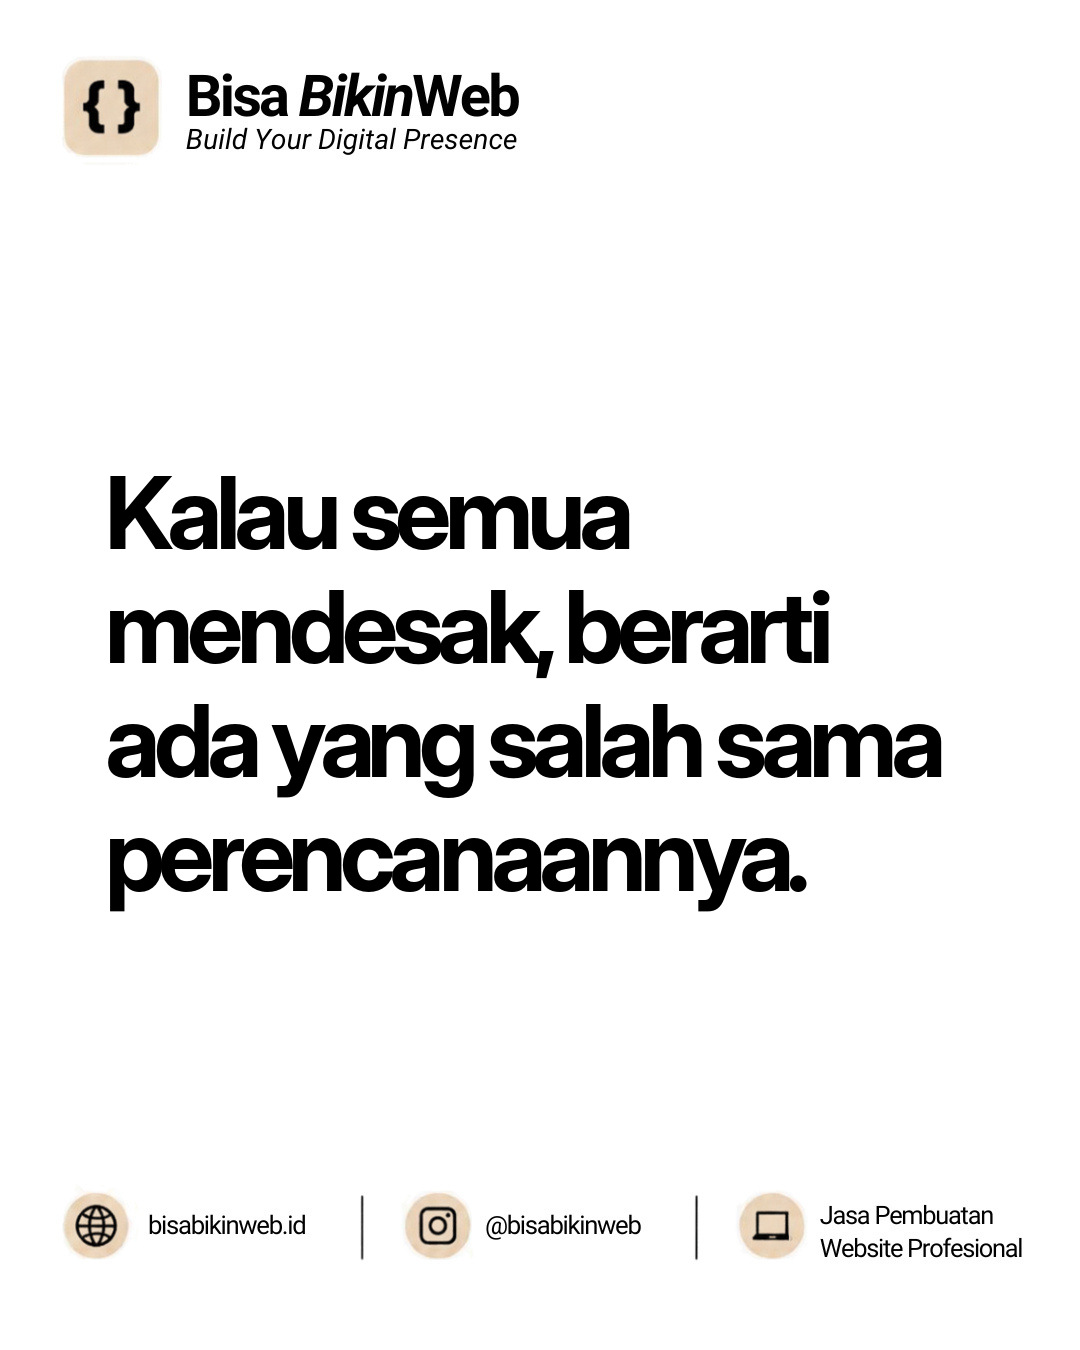 { }
Bisa BikinWeb
Build Your Digital Presence
Kalau semua
mendesak, berarti
ada yang salah sama
perencanaannya.
bisabikinweb.id
@bisabikinweb
Jasa Pembuatan
Website Profesional